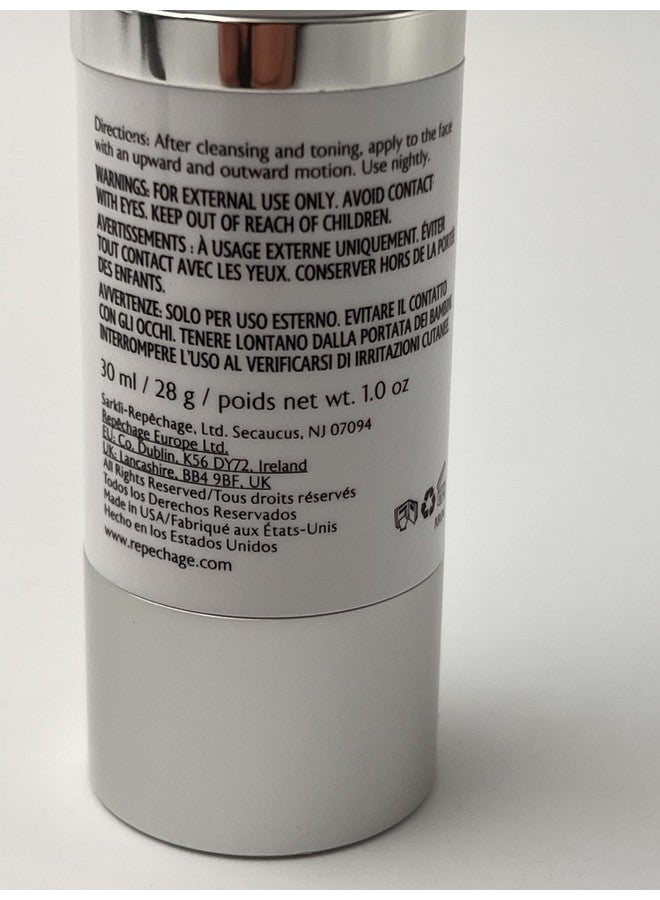 Directions: After cleansing and toning, apply to the face
with an upward and outward motion. Use nightly.
WARNINGS: FOR EXTERNAL USE ONLY. AVOID CONTACT
WITH EYES. KEEP OUT OF REACH OF CHILDREN.
AVERTISSEMENTS : À USAGE EXTERNE UNIQUEMENT. ÉVITER
TOUT CONTACT AVEC LES YEUX. CONSERVER HORS DE LA PORTÉE
DES ENFANTS.
AVVERTENZE: SOLO PER USO ESTERNO. EVITARE IL CONTATTO
CON GLI OCCHI. TENERE LONTANO DALLA PORTATA DEI BAMBINI.
INTERROMPERE L'USO AL VERIFICARSI DI IRRITAZIONI CUTANEE.
30 ml / 28 g / poids net wt. 1.0 oz
Sarkli-Repêchage, Ltd. Secaucus, NJ 07094
Repêchage Europe Ltd.
EU: Co. Dublin, K56 DY72, Ireland
UK: Lancashire, BB4 9BF, UK
All Rights Reserved/Tous droits réservés
Todos los Derechos Reservados
Made in USA/Fabriqué aux États-Unis
Hecho en los Estados Unidos
www.repechage.com